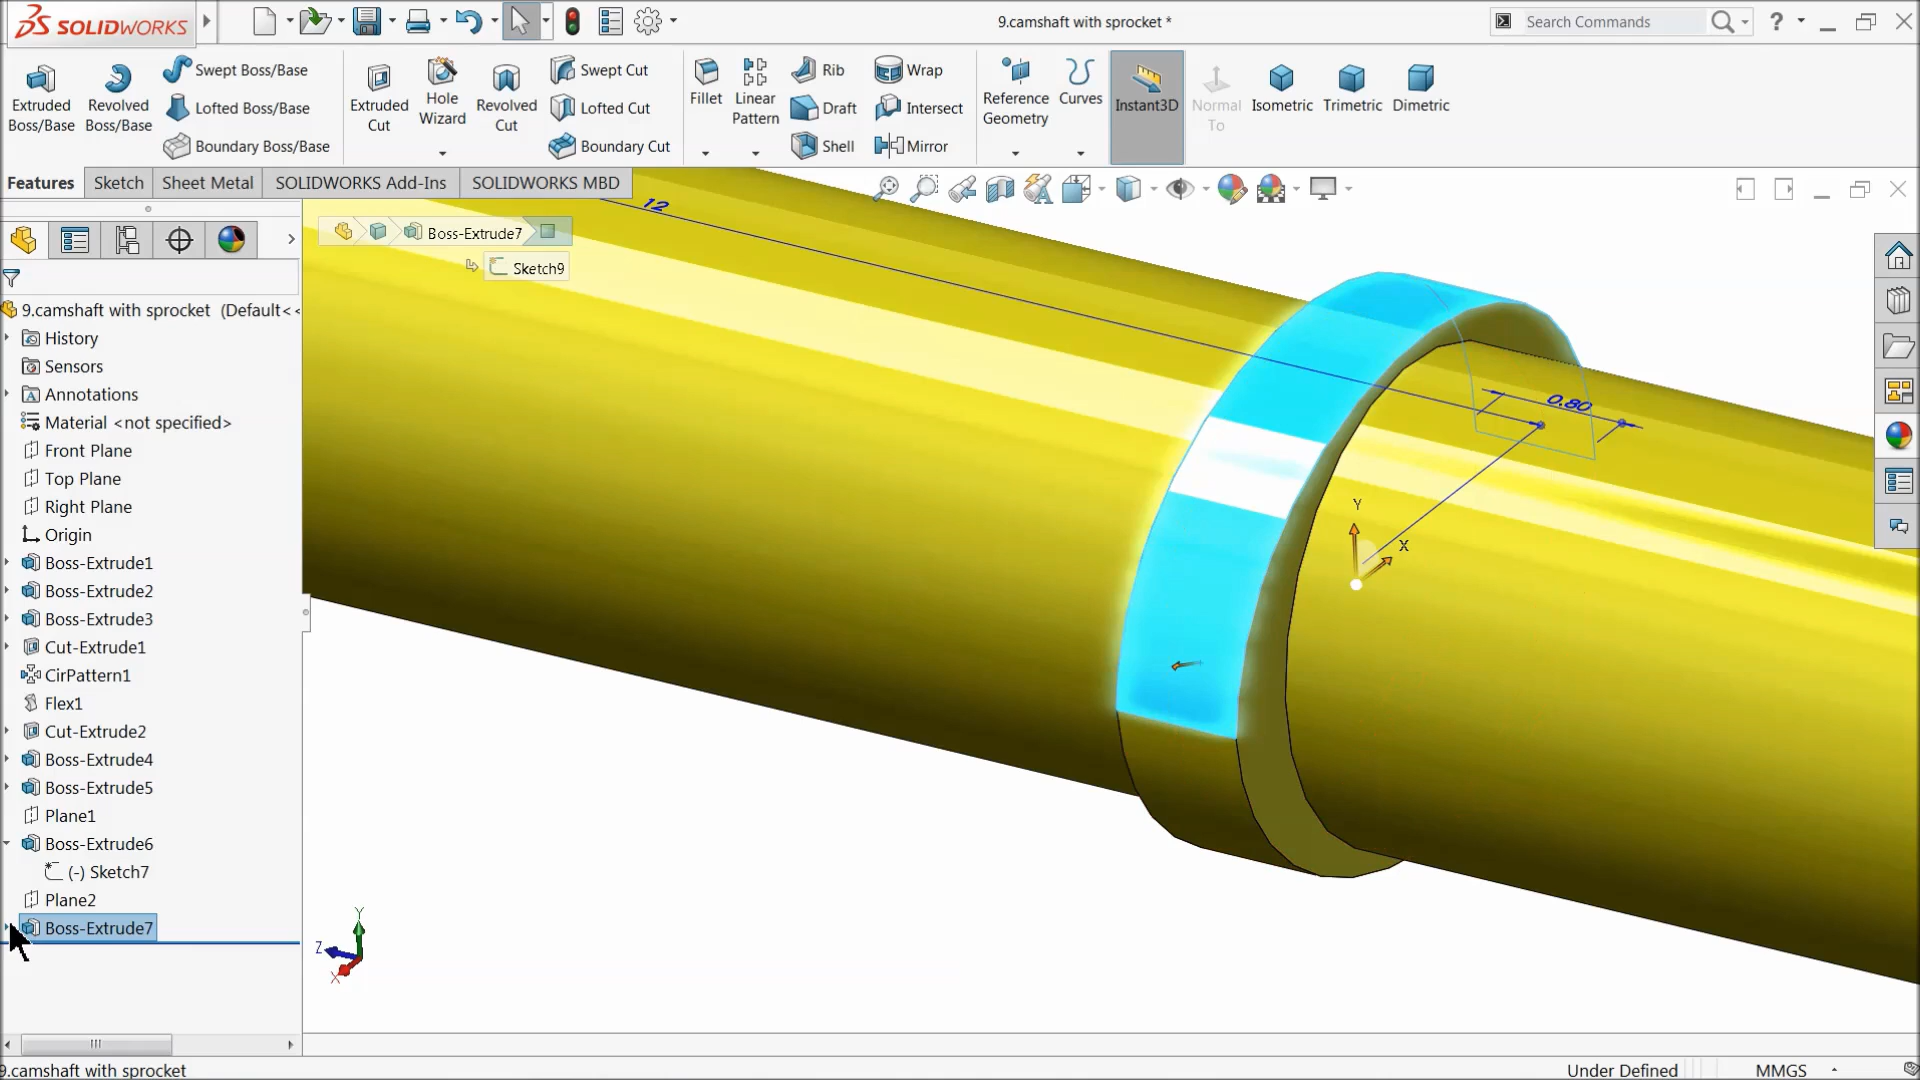 SOLIDWORKS
9.camshaft with sprocket *
Search Commands
?
Extruded
Boss/Base
Revolved
Boss/Base
Swept Boss/Base
Lofted Boss/Base
Boundary Boss/Base
Extruded
Cut
Hole
Wizard
Revolved
Cut
Swept Cut
Lofted Cut
Boundary Cut
Fillet
Linear
Pattern
Rib
Draft
Shell
Wrap
Intersect
Mirror
Reference
Geometry
Curves
Instant3D
Normal
To
Isometric
Trimetric
Dimetric
Features
Sketch
Sheet Metal
SOLIDWORKS Add-Ins
SOLIDWORKS MBD
Boss-Extrude7
Sketch9
12
0.80
Y
X
9.camshaft with sprocket (Default< <
History
Sensors
Annotations
Material <not specified>
Front Plane
Top Plane
Right Plane
Origin
Boss-Extrude1
Boss-Extrude2
Boss-Extrude3
Cut-Extrude1
CirPattern1
Flex1
Cut-Extrude2
Boss-Extrude4
Boss-Extrude5
Plane1
Boss-Extrude6
(-) Sketch7
Plane2
Boss-Extrude7
Y
Z
X
9.camshaft with sprocket
Under Defined
MMGS